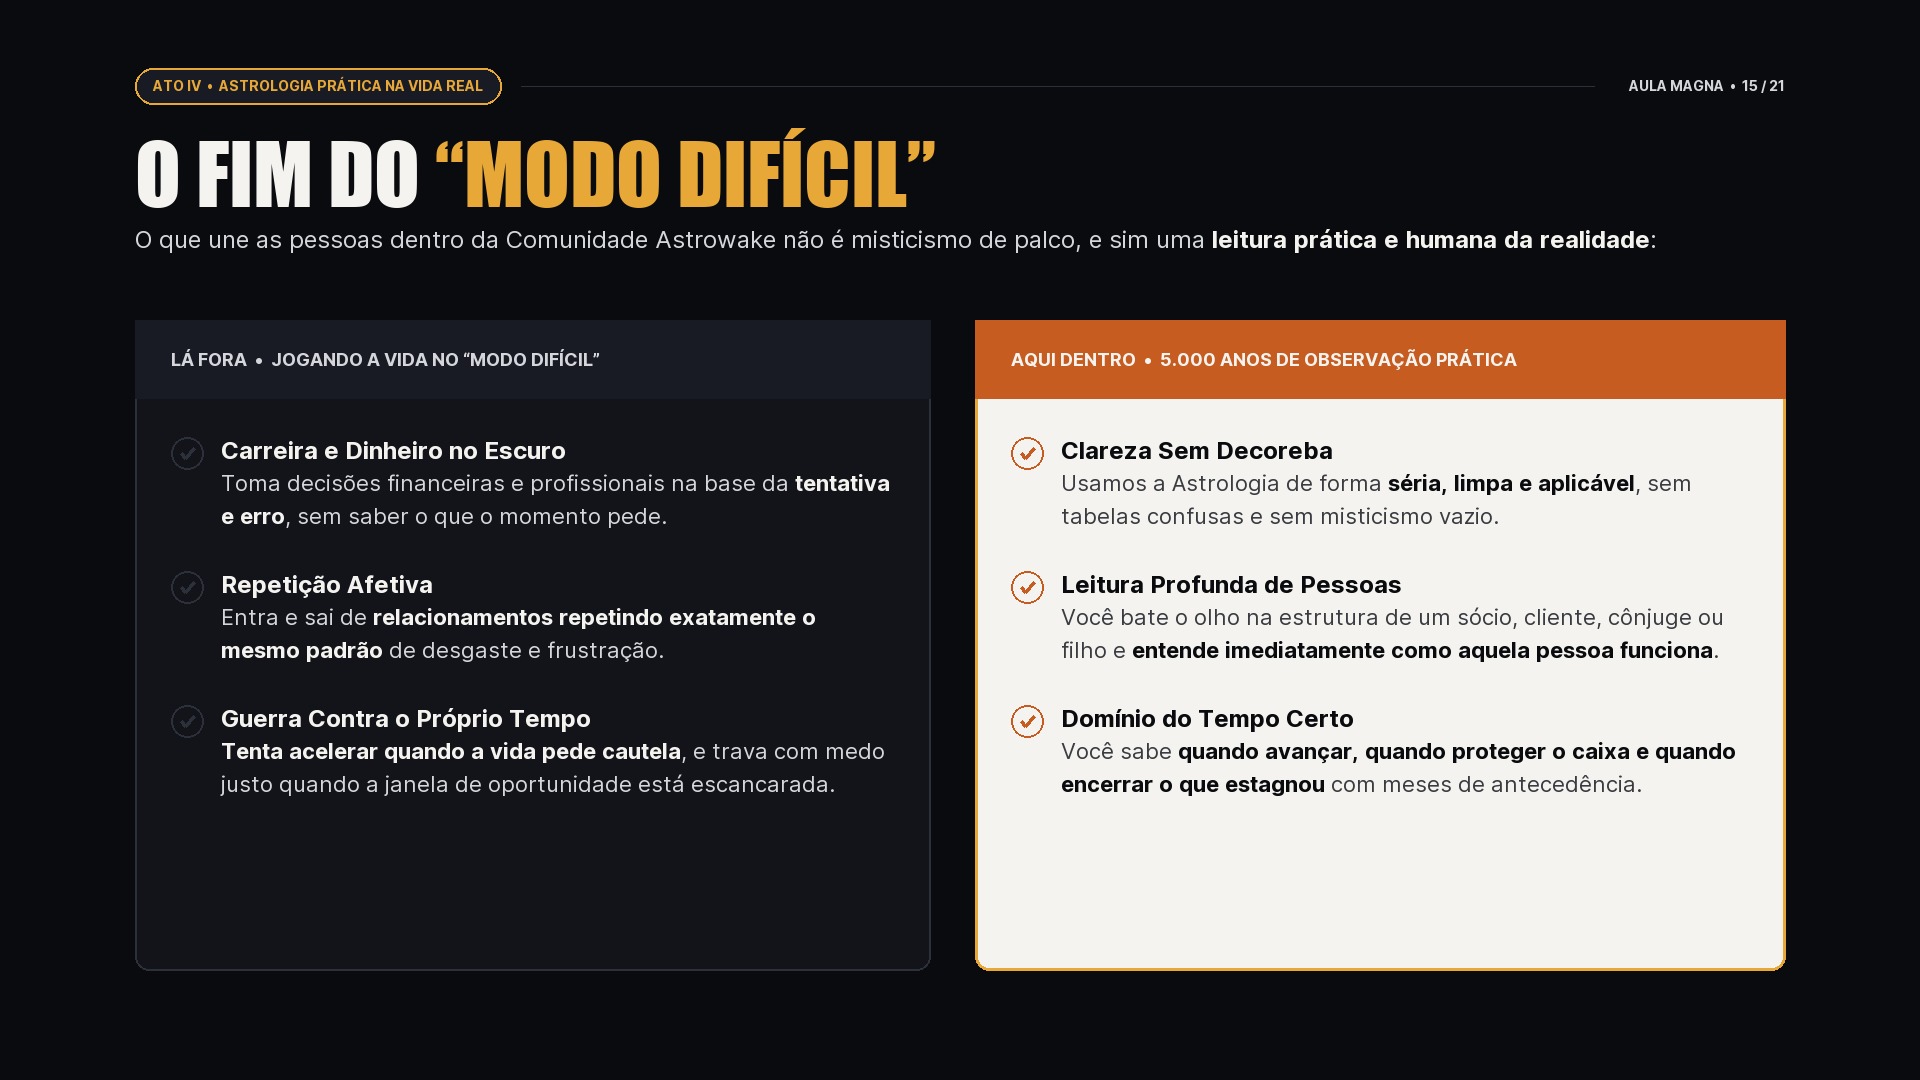 ATO IV • ASTROLOGIA PRÁTICA NA VIDA REAL
AULA MAGNA • 15 / 21
O FIM DO “MODO DIFÍCIL”
O que une as pessoas dentro da Comunidade Astrowake não é misticismo de palco, e sim uma leitura prática e humana da realidade:
LÁ FORA • JOGANDO A VIDA NO “MODO DIFÍCIL”
Carreira e Dinheiro no Escuro
Toma decisões financeiras e profissionais na base da tentativa
e erro, sem saber o que o momento pede.
Repetição Afetiva
Entra e sai de relacionamentos repetindo exatamente o
mesmo padrão de desgaste e frustração.
Guerra Contra o Próprio Tempo
Tenta acelerar quando a vida pede cautela, e trava com medo
justo quando a janela de oportunidade está escancarada.
AQUI DENTRO • 5.000 ANOS DE OBSERVAÇÃO PRÁTICA
Clareza Sem Decoreba
Usamos a Astrologia de forma séria, limpa e aplicável, sem
tabelas confusas e sem misticismo vazio.
Leitura Profunda de Pessoas
Você bate o olho na estrutura de um sócio, cliente, cônjuge ou
filho e entende imediatamente como aquela pessoa funciona.
Domínio do Tempo Certo
Você sabe quando avançar, quando proteger o caixa e quando
encerrar o que estagnou com meses de antecedência.